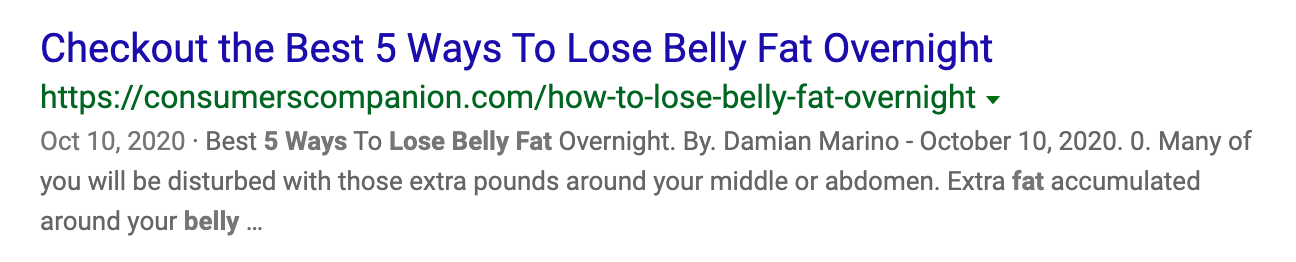 Checkout the Best 5 Ways To Lose Belly Fat Overnight
https://consumerscompanion.com/how-to-lose-belly-fat-overnight
Oct 10, 2020 · Best 5 Ways To Lose Belly Fat Overnight. By. Damian Marino - October 10, 2020. 0. Many of
you will be disturbed with those extra pounds around your middle or abdomen. Extra fat accumulated
around your belly ...